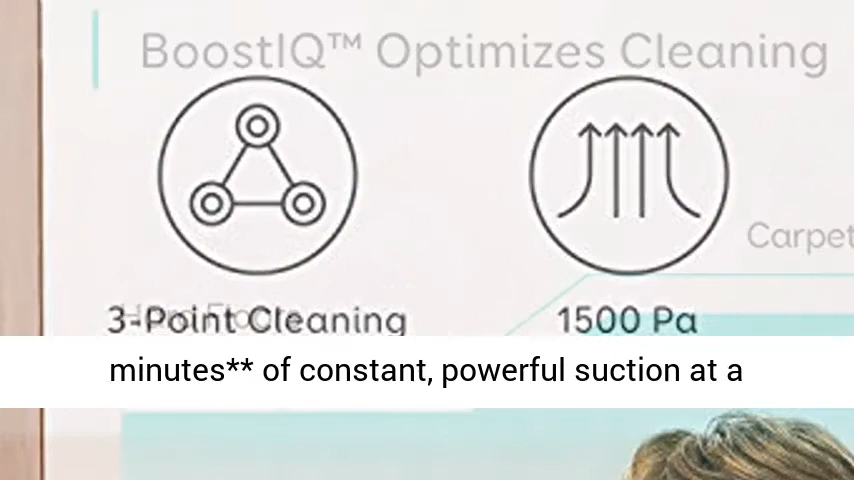 BoostIQ™ Optimizes Cleaning
Carpet
3-Point Cleaning
1500 Pa
minutes** of constant, powerful suction at a